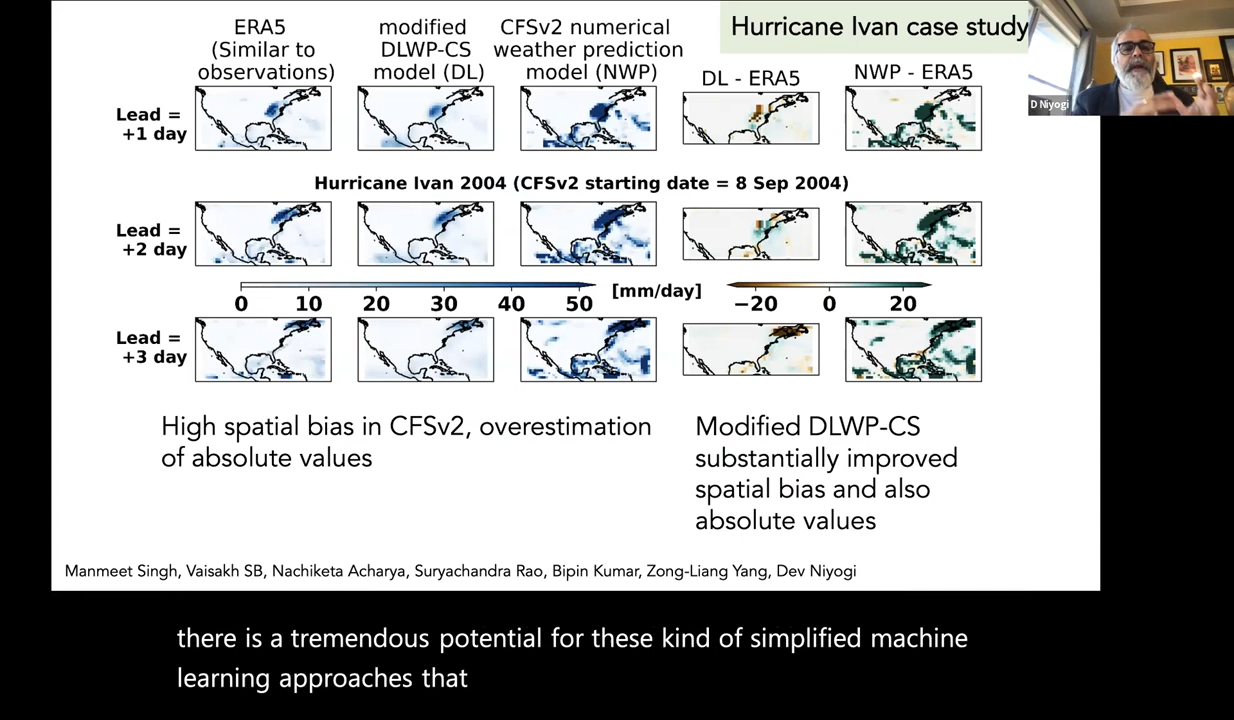 Hurricane Ivan case study
ERA5
(Similar to
observations)
modified
DLWP-CS
model (DL)
CFSv2 numerical
weather prediction
model (NWP)
DL - ERA5
NWP - ERA5
D Niyogi
Lead =
+1 day
Hurricane Ivan 2004 (CFSv2 starting date = 8 Sep 2004)
Lead =
+2 day
0 10 20 30 40 50 [mm/day] −20 0 20
Lead =
+3 day
High spatial bias in CFSv2, overestimation
of absolute values
Modified DLWP-CS
substantially improved
spatial bias and also
absolute values
Manmeet Singh, Vaisakh SB, Nachiketa Acharya, Suryachandra Rao, Bipin Kumar, Zong-Liang Yang, Dev Niyogi
there is a tremendous potential for these kind of simplified machine
learning approaches that